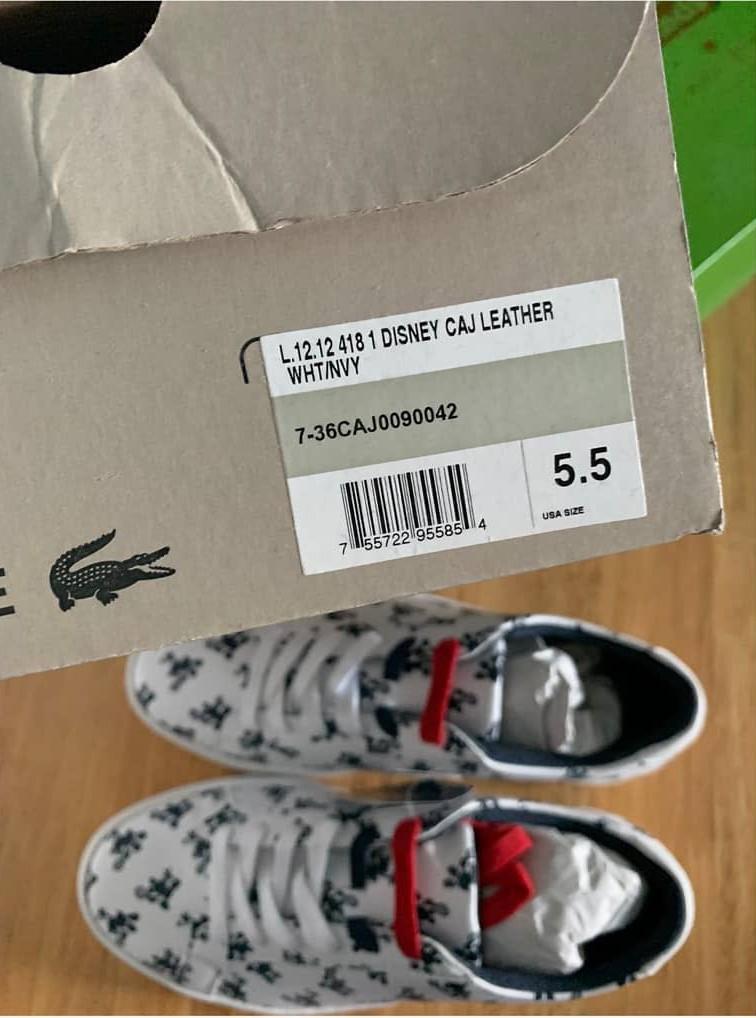 L.12.12 418 1 DISNEY CAJ LEATHER
WHT/NVY
7-36CAJ0090042
5.5
USA SIZE
7 55722 95585 4
E